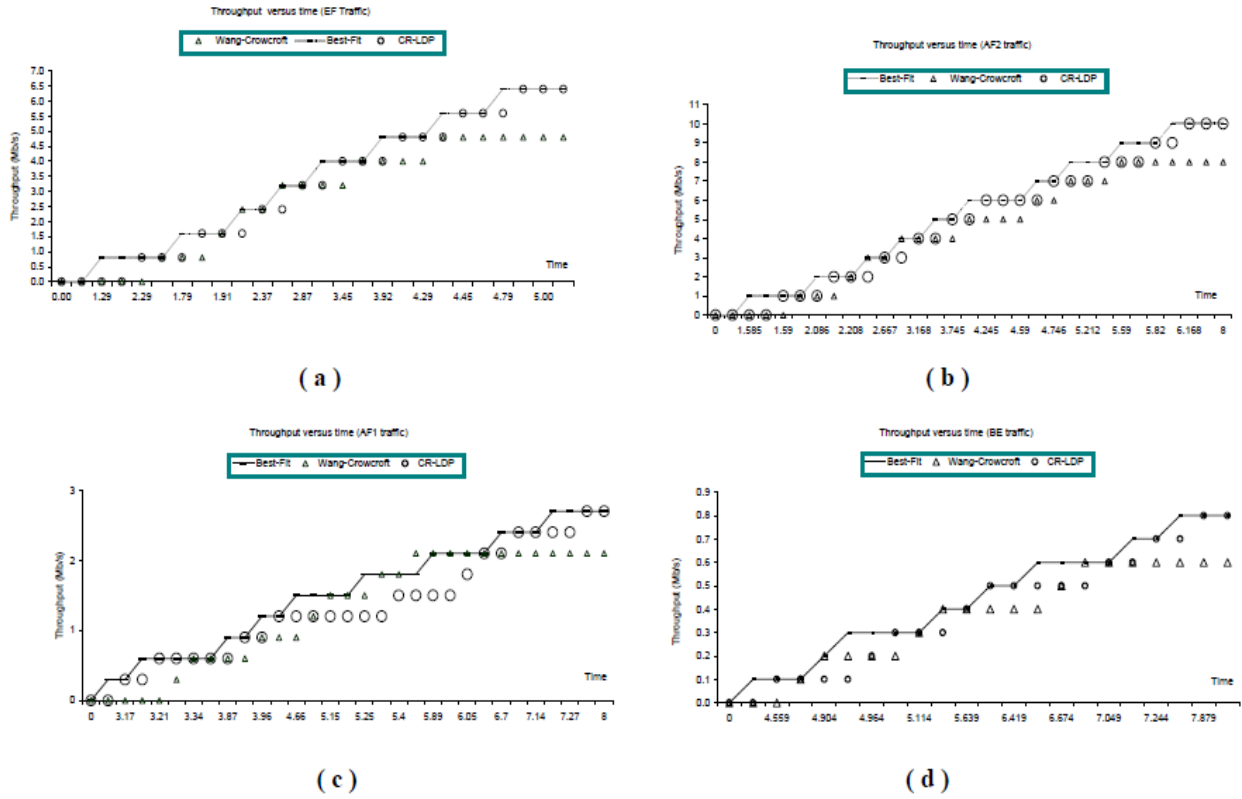 Throughput versus time (EF Traffic)
Wang-Crowcroft Best-Fit CR-LDP
Throughput (Mb/s)
7.0
6.5
6.0
5.5
5.0
4.5
4.0
3.5
3.0
2.5
2.0
1.5
1.0
0.5
0.0
Time
0.00 1.29 2.29 1.79 1.91 2.37 2.87 3.45 3.92 4.29 4.45 4.79 5.00
( a )
Throughput versus time (AF2 traffic)
Best-Fit Wang-Crowcroft CR-LDP
Throughput (Mb/s)
11
10
9
8
7
6
5
4
3
2
1
0
Time
0 1.585 1.59 2.086 2.208 2.667 3.168 3.745 4.245 4.59 4.746 5.212 5.59 5.82 6.168 8
( b )
Throughput versus time (AF1 traffic)
Best-Fit Wang-Crowcroft CR-LDP
Throughput (Mb/s)
3
2
1
0
Time
0 3.17 3.21 3.34 3.87 3.96 4.66 5.15 5.25 5.4 5.89 6.05 6.7 7.14 7.27 8
( c )
Throughput versus time (BE traffic)
Best-Fit Wang-Crowcroft CR-LDP
Throughput (Mb/s)
0.9
0.8
0.7
0.6
0.5
0.4
0.3
0.2
0.1
0.0
Time
0 4.559 4.904 4.964 5.114 5.639 6.419 6.674 7.049 7.244 7.879
( d )